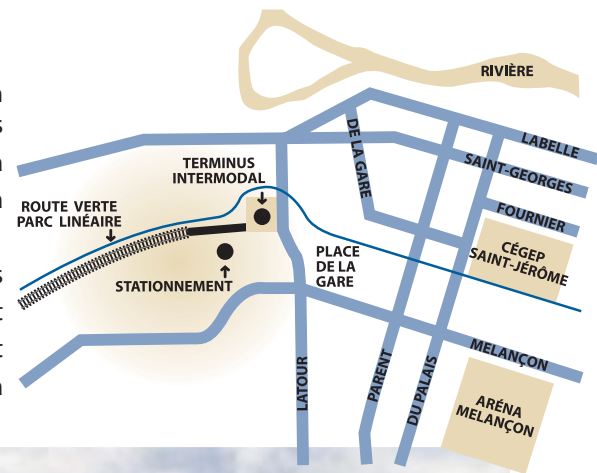 RIVIÈRE
LABELLE
DE LA GARE
SAINT-GEORGES
TERMINUS
INTERMODAL
FOURNIER
ROUTE VERTE
PARC LINÉAIRE
PLACE
DE LA
GARE
CÉGEP
SAINT-JÉRÔME
STATIONNEMENT
MELANÇON
LATOUR
PARENT
DU PALAIS
ARÉNA
MELANÇON